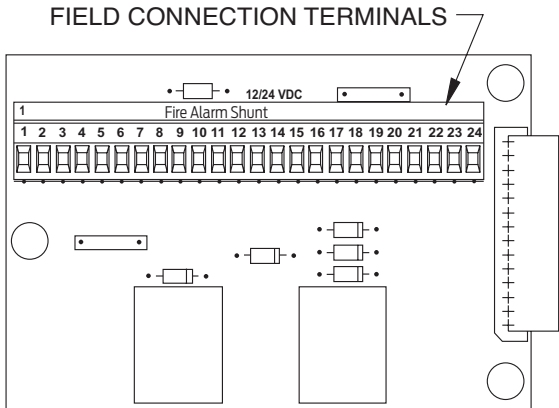 FIELD CONNECTION TERMINALS
12/24 VDC
1 Fire Alarm Shunt
1 2 3 4 5 6 7 8 9 10 11 12 13 14 15 16 17 18 19 20 21 22 23 24